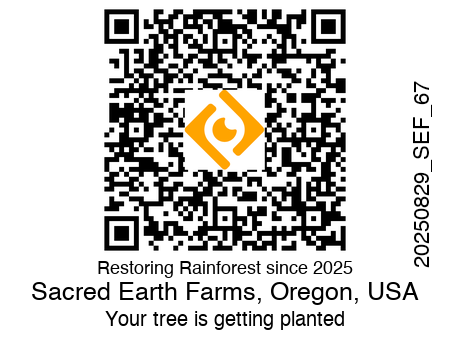 Restoring Rainforest since 2025
Sacred Earth Farms, Oregon, USA
Your tree is getting planted
20250829_SEF_67